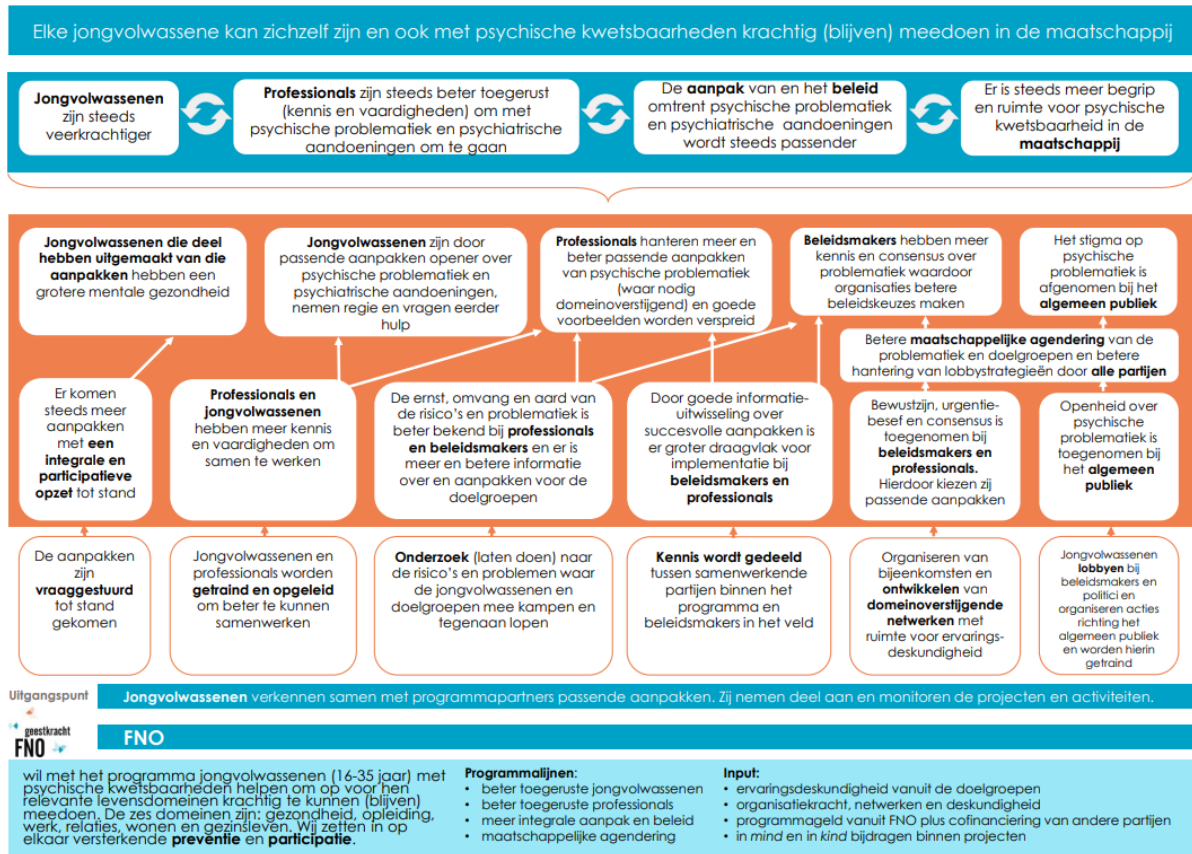 Elke jongvolwassene kan zichzelf zijn en ook met psychische kwetsbaarheden krachtig (blijven) meedoen in de maatschappij
Jongvolwassenen
zijn steeds
veerkrachtiger
Professionals zijn steeds beter toegerust
(kennis en vaardigheden) om met
psychische problematiek en psychiatrische
aandoeningen om te gaan
De aanpak van en het beleid
omtrent psychische problematiek
en psychiatrische aandoeningen
wordt steeds passender
Er is steeds meer begrip
en ruimte voor psychische
kwetsbaarheid in de
maatschappij
Jongvolwassenen die deel
hebben uitgemaakt van die
aanpakken hebben een
grotere mentale gezondheid
Jongvolwassenen zijn door
passende aanpakken opener over
psychische problematiek en
psychiatrische aandoeningen,
nemen regie en vragen eerder
hulp
Professionals hanteren meer en
beter passende aanpakken
van psychische problematiek
(waar nodig
domeinoverstijgend) en goede
voorbeelden worden verspreid
Beleidsmakers hebben meer
kennis en consensus over
problematiek waardoor
organisaties betere
beleidskeuzes maken
Het stigma op
psychische
problematiek is
afgenomen bij het
algemeen publiek
Betere maatschappelijke agendering van de
problematiek en doelgroepen en betere
hantering van lobbystrategieën door alle partijen
Er komen
steeds meer
aanpakken
met een
integrale en
participatieve
opzet tot stand
Professionals en
jongvolwassenen
hebben meer kennis
en vaardigheden om
samen te werken
De ernst, omvang en aard van
de risico's en problematiek is
beter bekend bij professionals
en beleidsmakers en er is
meer en betere informatie
over en aanpakken voor de
doelgroepen
Door goede informatie-
uitwisseling over
succesvolle aanpakken is
er groter draagvlak voor
implementatie bij
beleidsmakers en
professionals
Bewustzijn, urgentie-
besef en consensus is
toegenomen bij
beleidsmakers en
professionals.
Hierdoor kiezen zij
passende aanpakken
Openheid over
psychische
problematiek is
toegenomen bij
het algemeen
publiek
De aanpakken
zijn
vraaggestuurd
tot stand
gekomen
Jongvolwassenen en
professionals worden
getraind en opgeleid
om beter te kunnen
samenwerken
Onderzoek (laten doen) naar
de risico's en problemen waar
de jongvolwassenen en
doelgroepen mee kampen en
tegenaan lopen
Kennis wordt gedeeld
tussen samenwerkende
partijen binnen het
programma en
beleidsmakers in het veld
Organiseren van
bijeenkomsten en
ontwikkelen van
domeinoverstijgende
netwerken met
ruimte voor ervarings-
deskundigheid
Jongvolwassenen
lobbyen bij
beleidsmakers en
politici en
organiseren acties
richting het
algemeen publiek
en worden hierin
getraind
Uitgangspunt
Jongvolwassenen verkennen samen met programmapartners passende aanpakken. Zij nemen deel aan en monitoren de projecten en activiteiten.
geestkracht
FNO
FNO
wil met het programma jongvolwassenen (16-35 jaar) met
psychische kwetsbaarheden helpen om op voor hen
relevante levensdomeinen krachtig te kunnen (blijven)
meedoen. De zes domeinen zijn: gezondheid, opleiding,
werk, relaties, wonen en gezinsleven. Wij zetten in op
elkaar versterkende preventie en participatie.
Programmalijnen:
• beter toegeruste jongvolwassenen
• beter toegeruste professionals
• meer integrale aanpak en beleid
• maatschappelijke agendering
Input:
• ervaringsdeskundigheid vanuit de doelgroepen
• organisatiekracht, netwerken en deskundigheid
• programmageld vanuit FNO plus cofinanciering van andere partijen
• in mind en in kind bijdragen binnen projecten